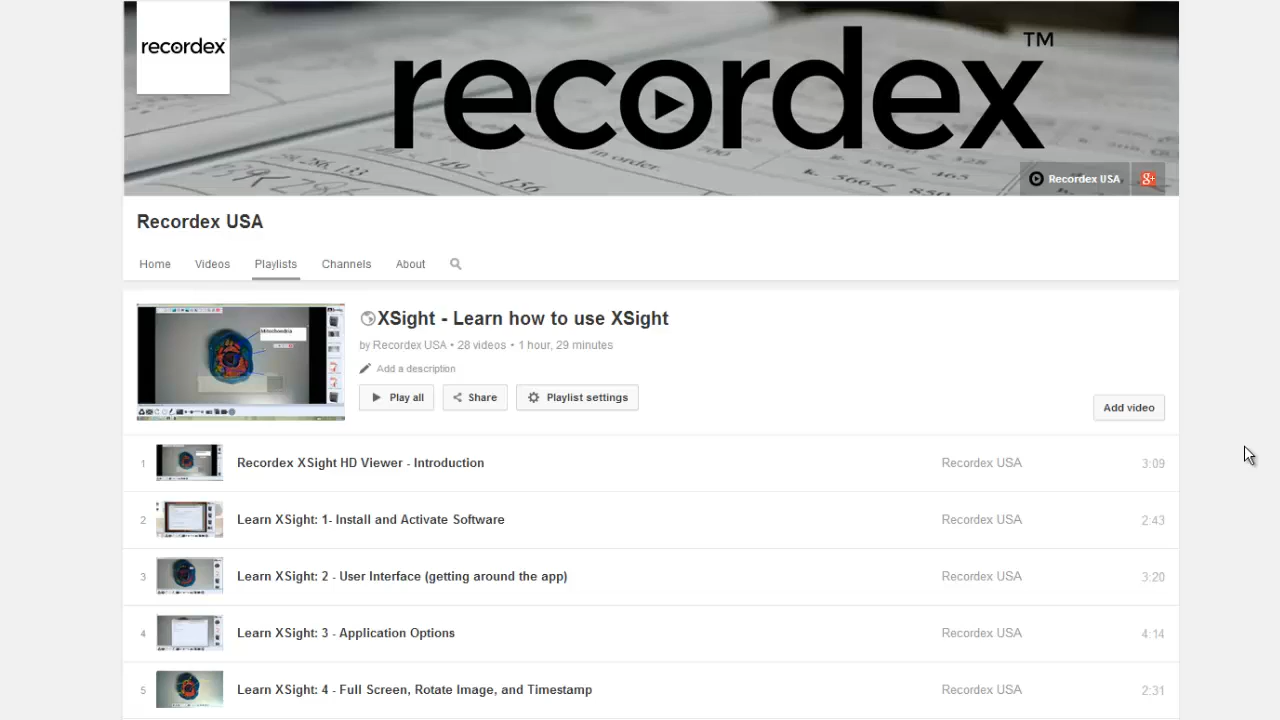 recordex
recordex™
Recordex USA
Recordex USA
Home Videos Playlists Channels About
XSight - Learn how to use XSight
by Recordex USA • 28 videos • 1 hour, 29 minutes
Add a description
Play all Share Playlist settings
Add video
1 Recordex XSight HD Viewer - Introduction Recordex USA 3:09
2 Learn XSight: 1- Install and Activate Software Recordex USA 2:43
3 Learn XSight: 2 - User Interface (getting around the app) Recordex USA 3:20
4 Learn XSight: 3 - Application Options Recordex USA 4:14
5 Learn XSight: 4 - Full Screen, Rotate Image, and Timestamp Recordex USA 2:31